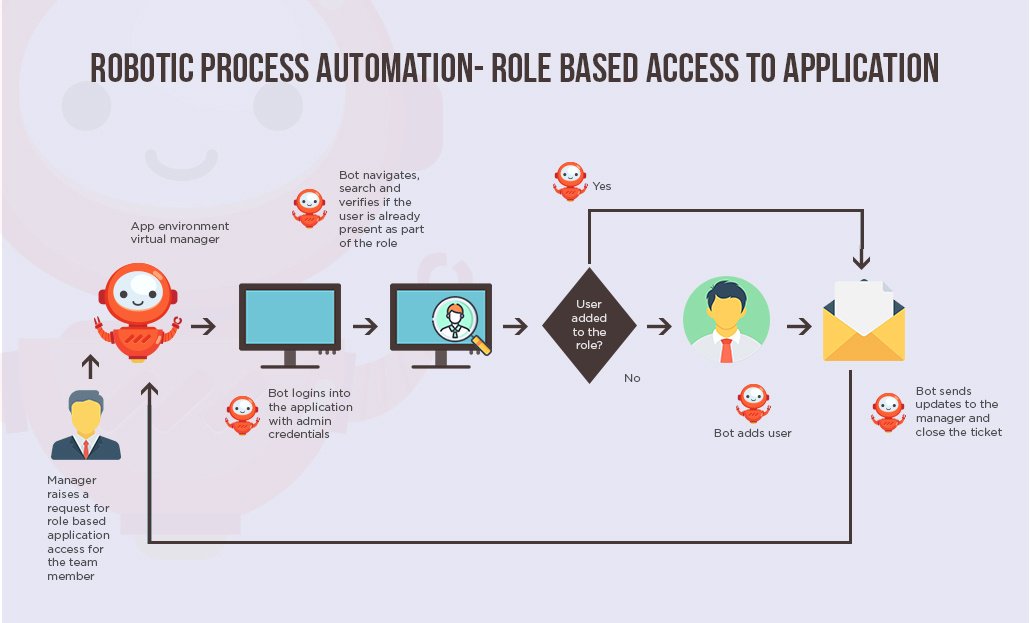 ROBOTIC PROCESS AUTOMATION- ROLE BASED ACCESS TO APPLICATION
Manager
raises a
request for
role based
application
access for
the team
member
App environment
virtual manager
Bot logins into
the application
with admin
credentials
Bot navigates,
search and
verifies if the
user is already
present as part
of the role
User
added
to the
role?
Yes
No
Bot adds user
Bot sends
updates to the
manager and
close the ticket